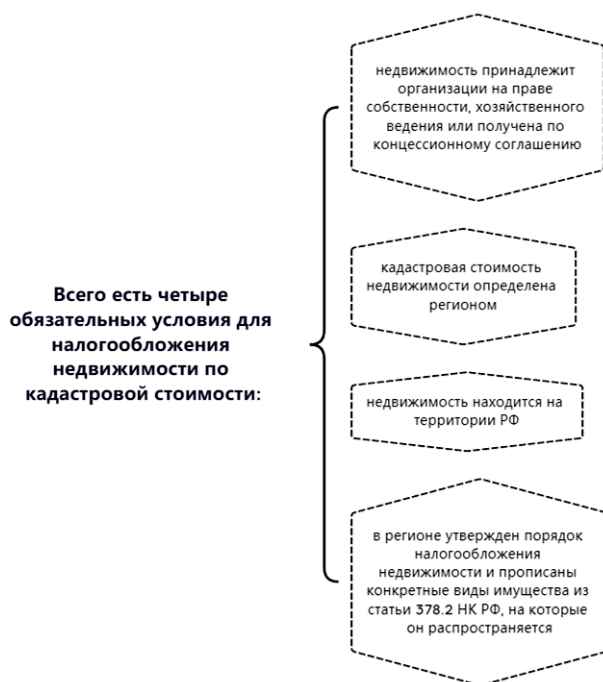 Всего есть четыре
обязательных условия для
налогообложения
недвижимости по
кадастровой стоимости:
недвижимость принадлежит
организации на праве
собственности, хозяйственного
ведения или получена по
концессионному соглашению
кадастровая стоимость
недвижимости определена
регионом
недвижимость находится на
территории РФ
в регионе утвержден порядок
налогообложения
недвижимости и прописаны
конкретные виды имущества из
статьи 378.2 НК РФ, на которые
он распространяется